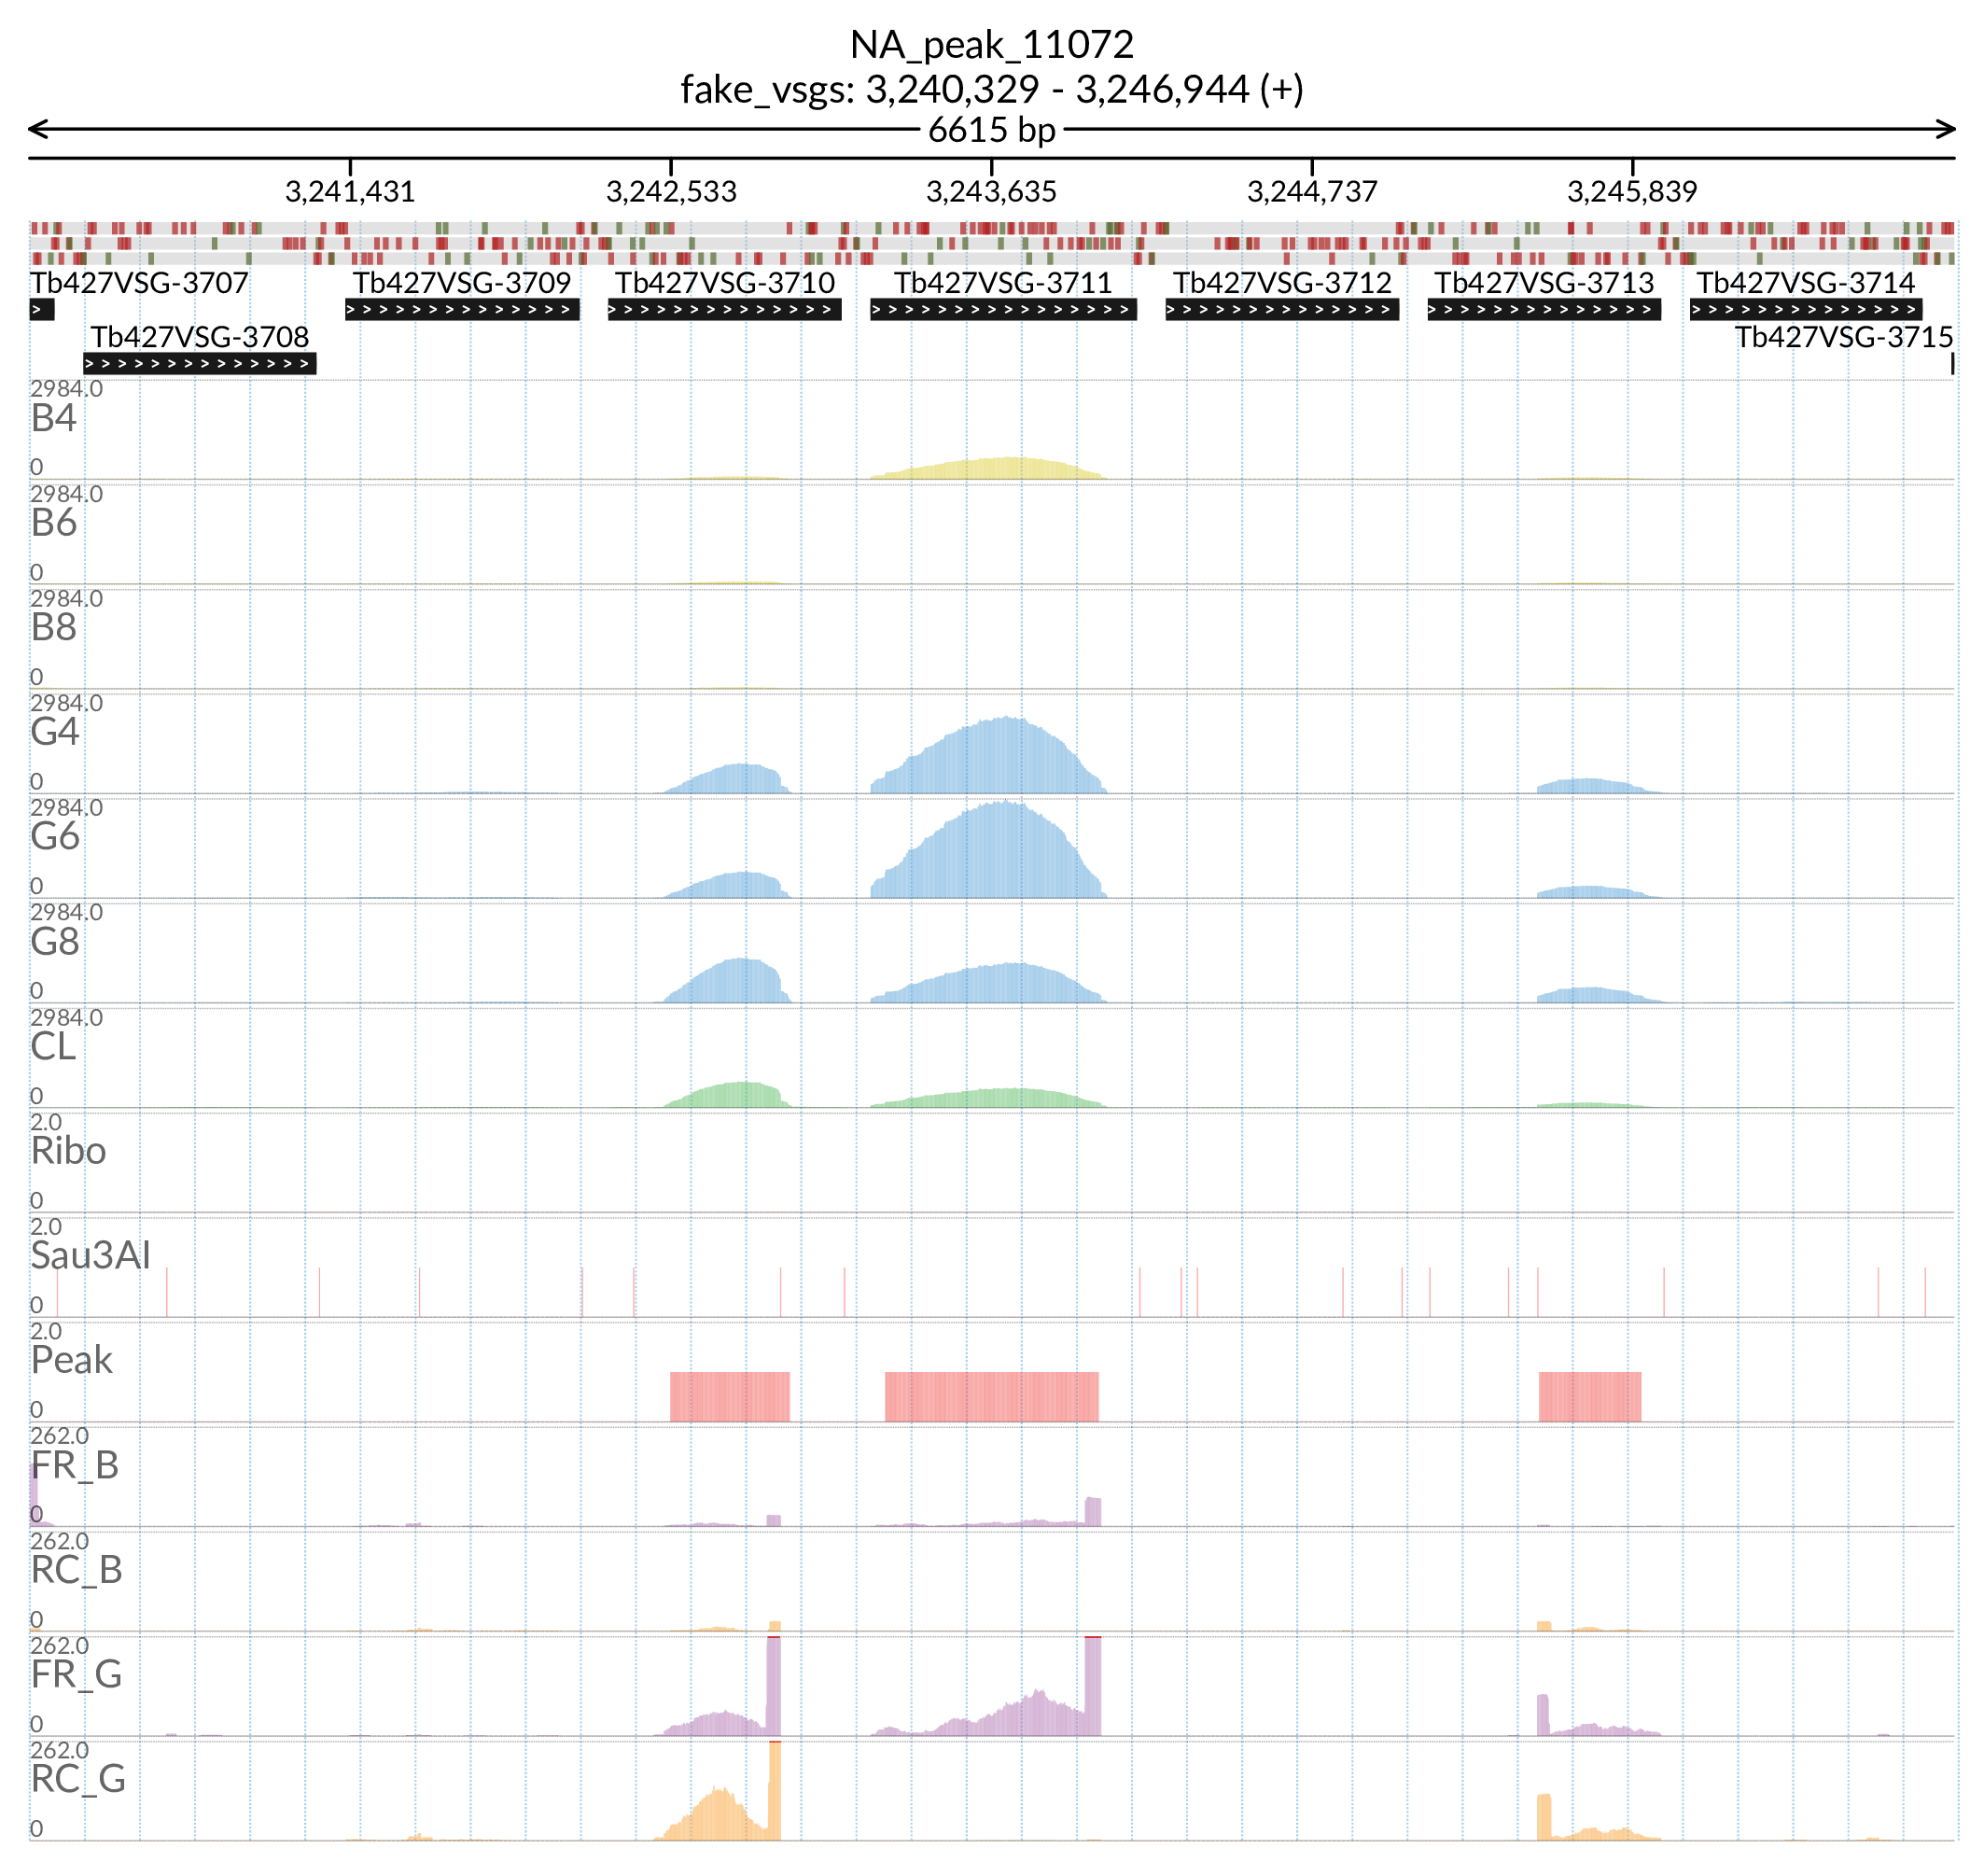 NA_peak_11072
fake_vsgs: 3,240,329 - 3,246,944 (+)
6615 bp
3,241,431 3,242,533 3,243,635 3,244,737 3,245,839
Tb427VSG-3707 Tb427VSG-3709 Tb427VSG-3710 Tb427VSG-3711 Tb427VSG-3712 Tb427VSG-3713 Tb427VSG-3714
Tb427VSG-3708 Tb427VSG-3715
2984.0
B4
0
2984.0
B6
0
2984.0
B8
0
2984.0
G4
0
2984.0
G6
0
2984.0
G8
0
2984.0
CL
0
2.0
Ribo
0
2.0
Sau3AI
0
2.0
Peak
0
262.0
FR_B
0
262.0
RC_B
0
262.0
FR_G
0
262.0
RC_G
0